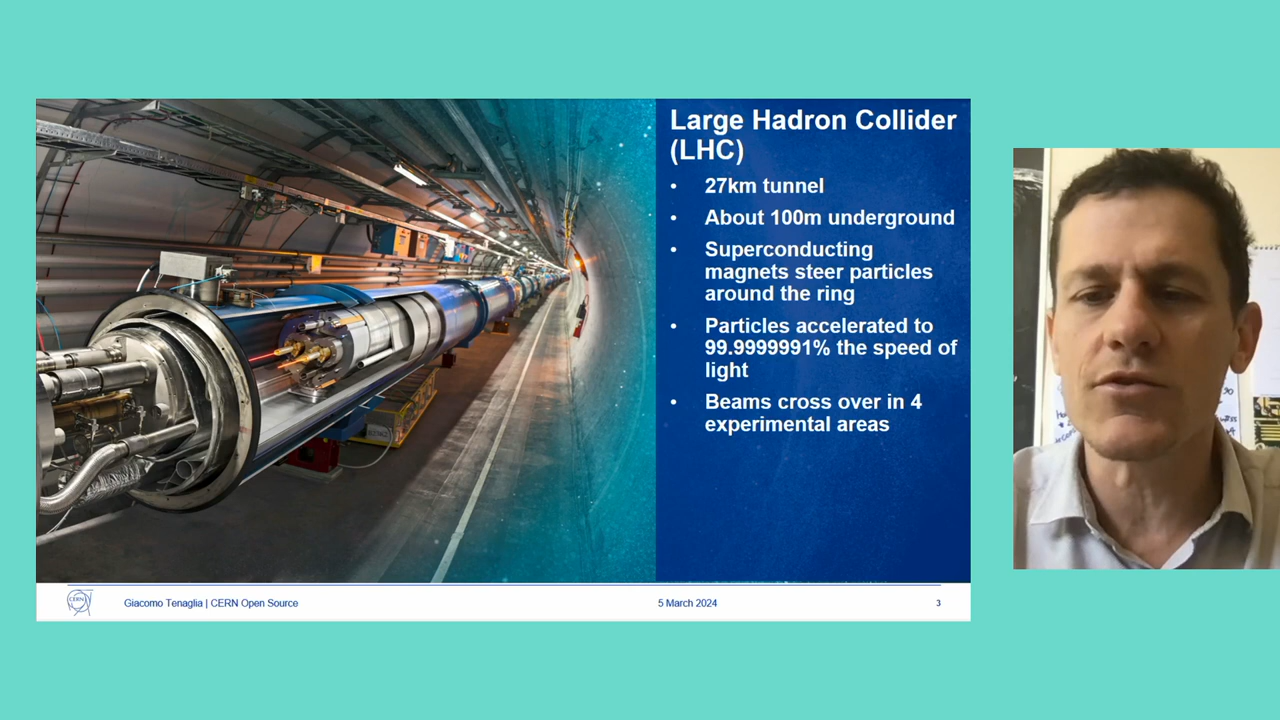 Large Hadron Collider
(LHC)
• 27km tunnel
• About 100m underground
• Superconducting
magnets steer particles
around the ring
• Particles accelerated to
99.9999991% the speed of
light
• Beams cross over in 4
experimental areas
CERN
Giacomo Tenaglia | CERN Open Source
5 March 2024
3